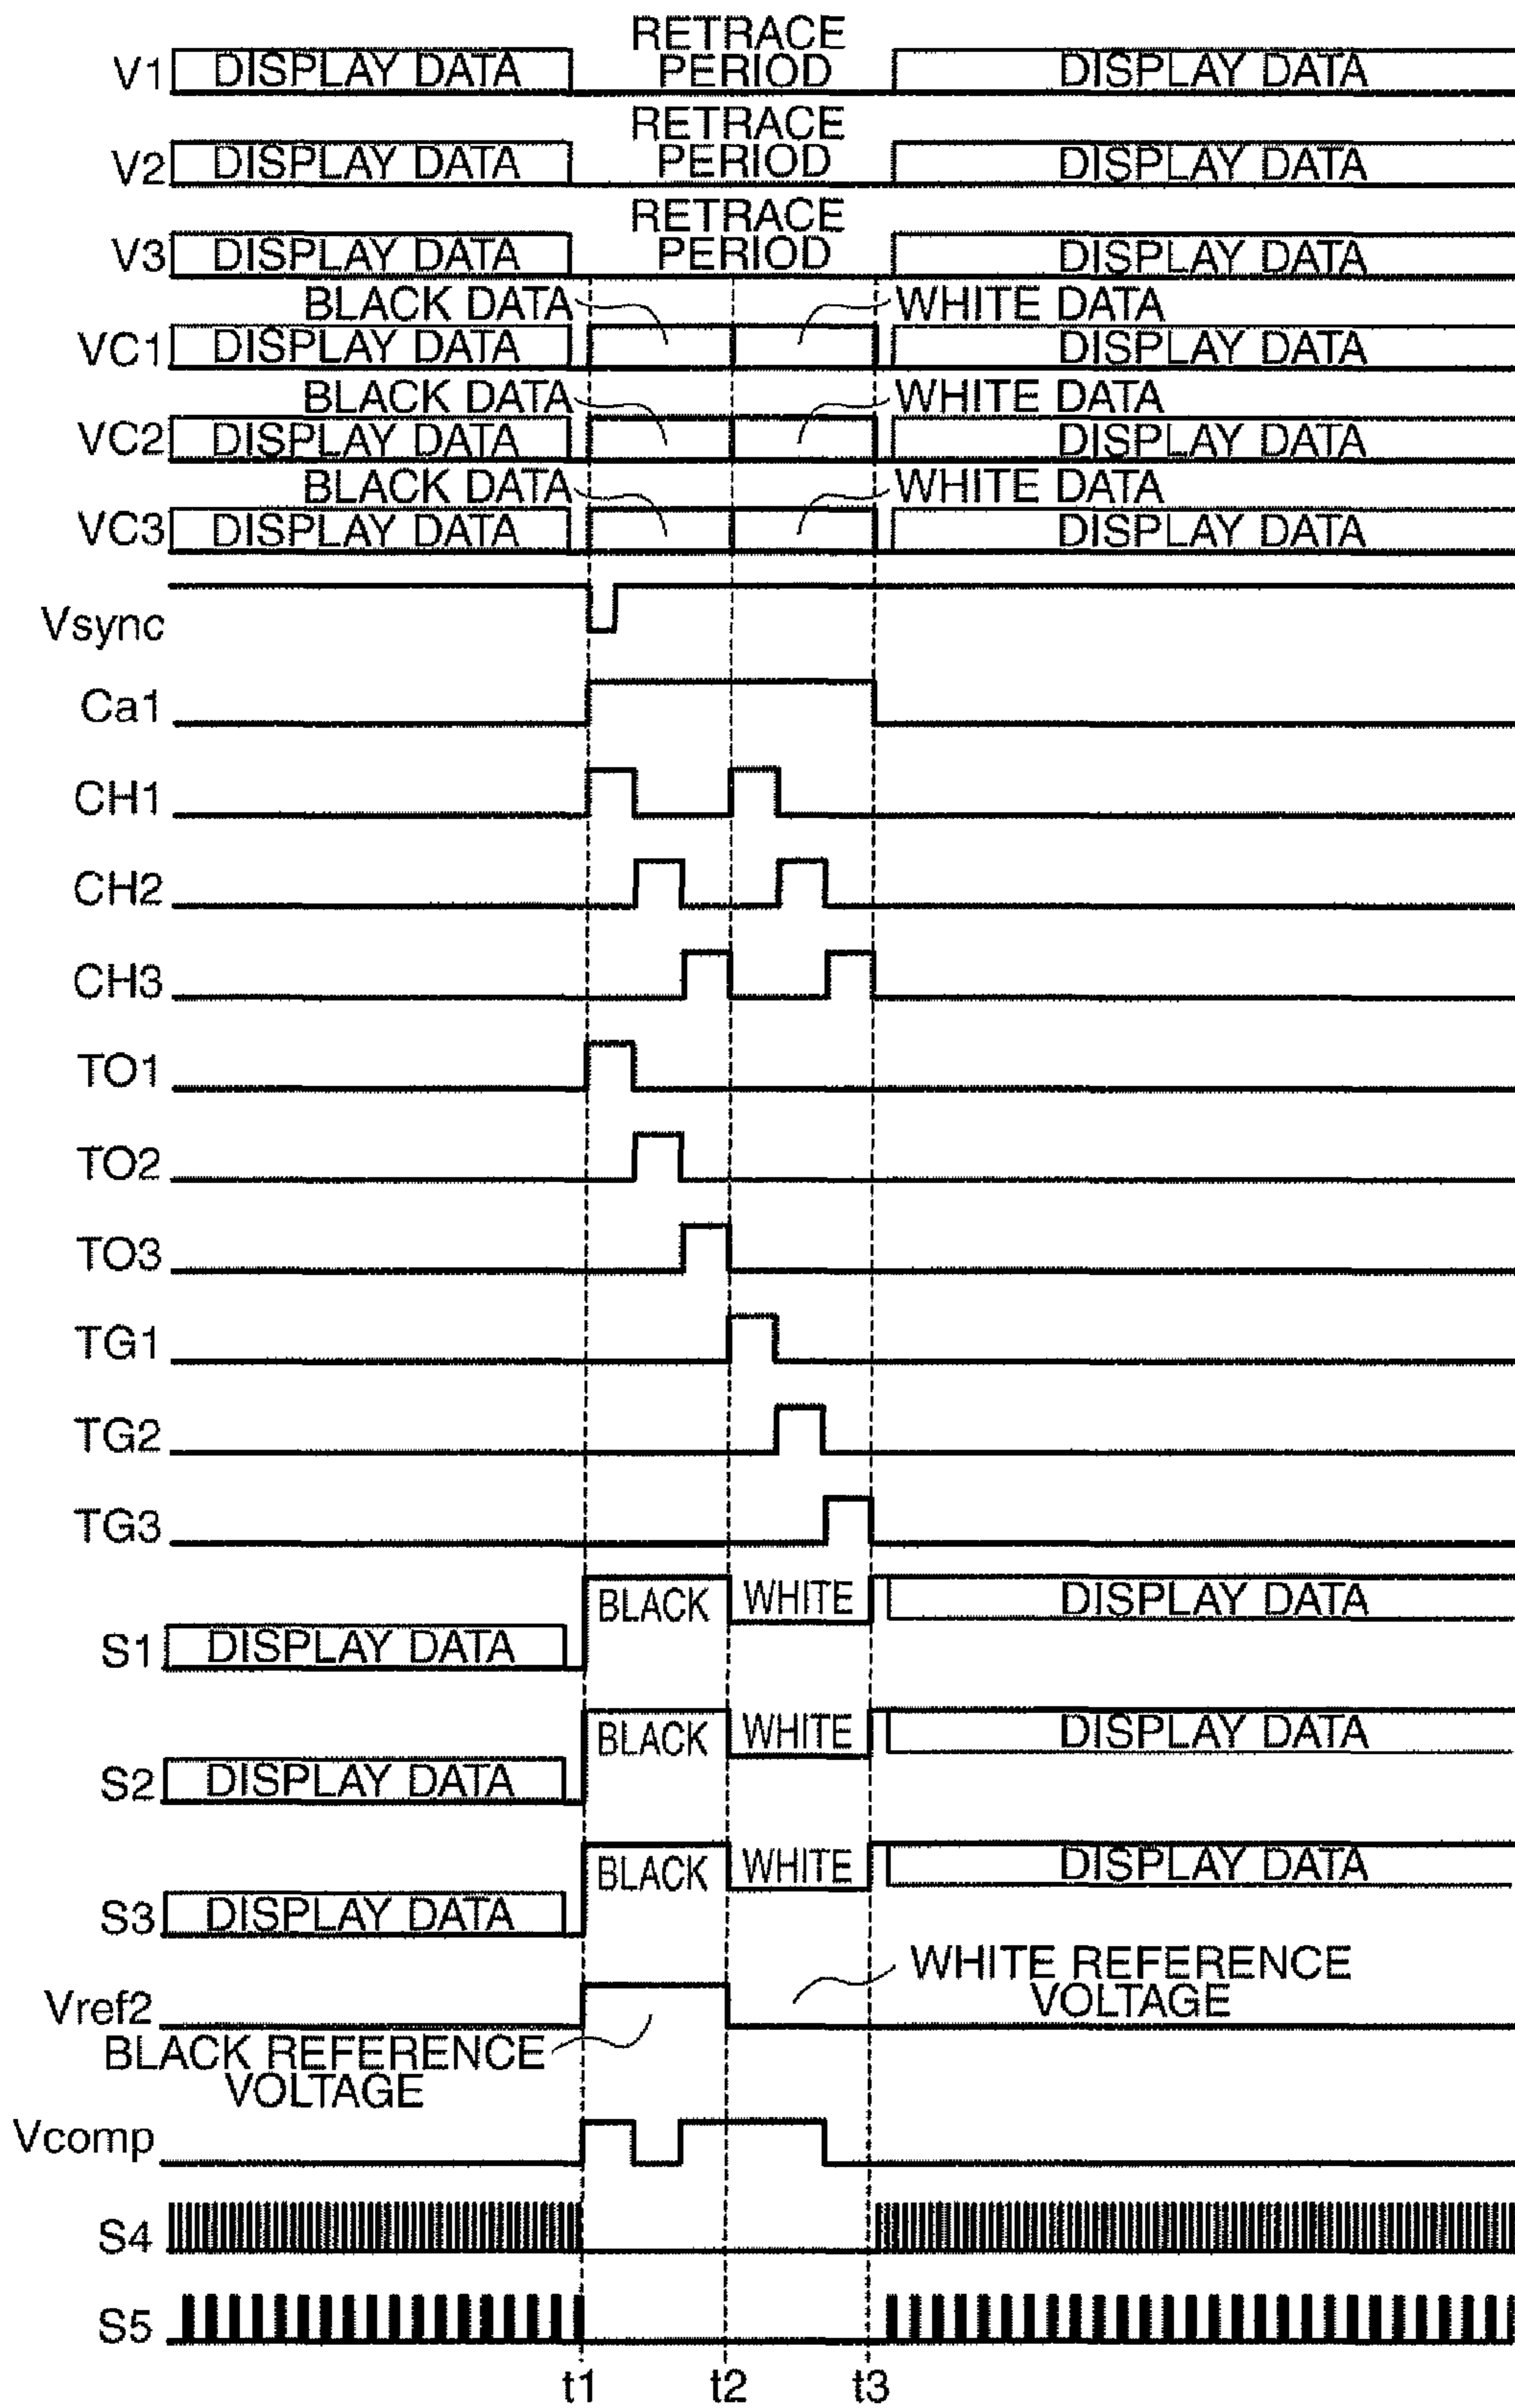 RETRACE
V1 DISPLAY DATA PERIOD DISPLAY DATA
RETRACE
V2 DISPLAY DATA PERIOD DISPLAY DATA
RETRACE
V3 DISPLAY DATA PERIOD DISPLAY DATA
BLACK DATA WHITE DATA
VC1 DISPLAY DATA DISPLAY DATA
BLACK DATA WHITE DATA
VC2 DISPLAY DATA DISPLAY DATA
BLACK DATA WHITE DATA
VC3 DISPLAY DATA DISPLAY DATA
Vsync
Ca1
CH1
CH2
CH3
TO1
TO2
TO3
TG1
TG2
TG3
BLACK WHITE DISPLAY DATA
S1 DISPLAY DATA
BLACK WHITE DISPLAY DATA
S2 DISPLAY DATA
BLACK WHITE DISPLAY DATA
S3 DISPLAY DATA
WHITE REFERENCE
VOLTAGE
Vref2
BLACK REFERENCE
VOLTAGE
Vcomp
S4
S5
t1 t2 t3